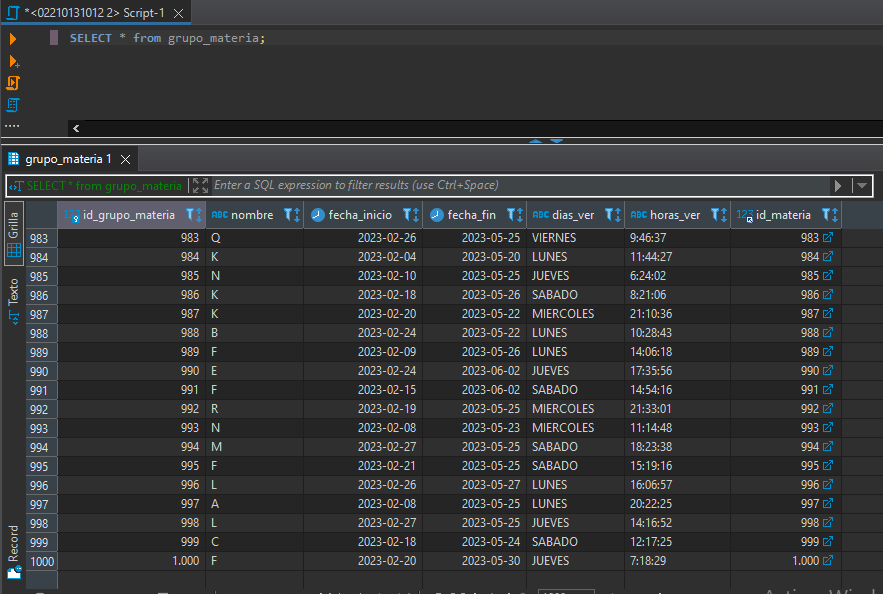 *<02210131012 2> Script-1
SELECT * from grupo_materia;
grupo_materia 1
SELECT * from grupo_materia Enter a SQL expression to filter results (use Ctrl+Space)
Grilla
Texto
Record
123 id_grupo_materia ABC nombre fecha_inicio fecha_fin ABC dias_ver ABC horas_ver 123 id_materia
983 983 Q 2023-02-26 2023-05-25 VIERNES 9:46:37 983
984 984 K 2023-02-04 2023-05-20 LUNES 11:44:27 984
985 985 N 2023-02-10 2023-05-25 JUEVES 6:24:02 985
986 986 K 2023-02-18 2023-05-26 SABADO 8:21:06 986
987 987 K 2023-02-20 2023-05-22 MIERCOLES 21:10:36 987
988 988 B 2023-02-24 2023-05-22 LUNES 10:28:43 988
989 989 F 2023-02-09 2023-05-26 LUNES 14:06:18 989
990 990 E 2023-02-24 2023-06-02 JUEVES 17:35:56 990
991 991 F 2023-02-15 2023-06-02 SABADO 14:54:16 991
992 992 R 2023-02-19 2023-05-25 MIERCOLES 21:33:01 992
993 993 N 2023-02-08 2023-05-23 MIERCOLES 11:14:48 993
994 994 M 2023-02-27 2023-05-25 SABADO 18:23:38 994
995 995 F 2023-02-21 2023-05-25 SABADO 15:19:16 995
996 996 L 2023-02-26 2023-05-27 LUNES 16:06:57 996
997 997 A 2023-02-08 2023-05-25 LUNES 20:22:25 997
998 998 L 2023-02-27 2023-05-25 JUEVES 14:16:52 998
999 999 C 2023-02-18 2023-05-24 SABADO 12:17:25 999
1000 1.000 F 2023-02-20 2023-05-30 JUEVES 7:18:29 1.000